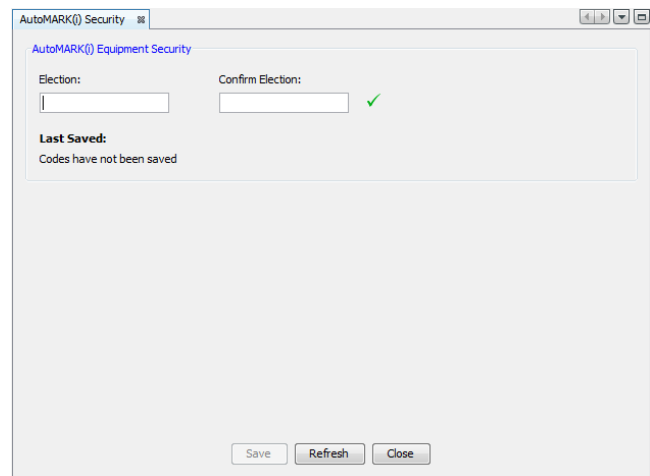 AutoMARK(i) Security
AutoMARK(i) Equipment Security
Election: Confirm Election:
Last Saved:
Codes have not been saved
Save Refresh Close